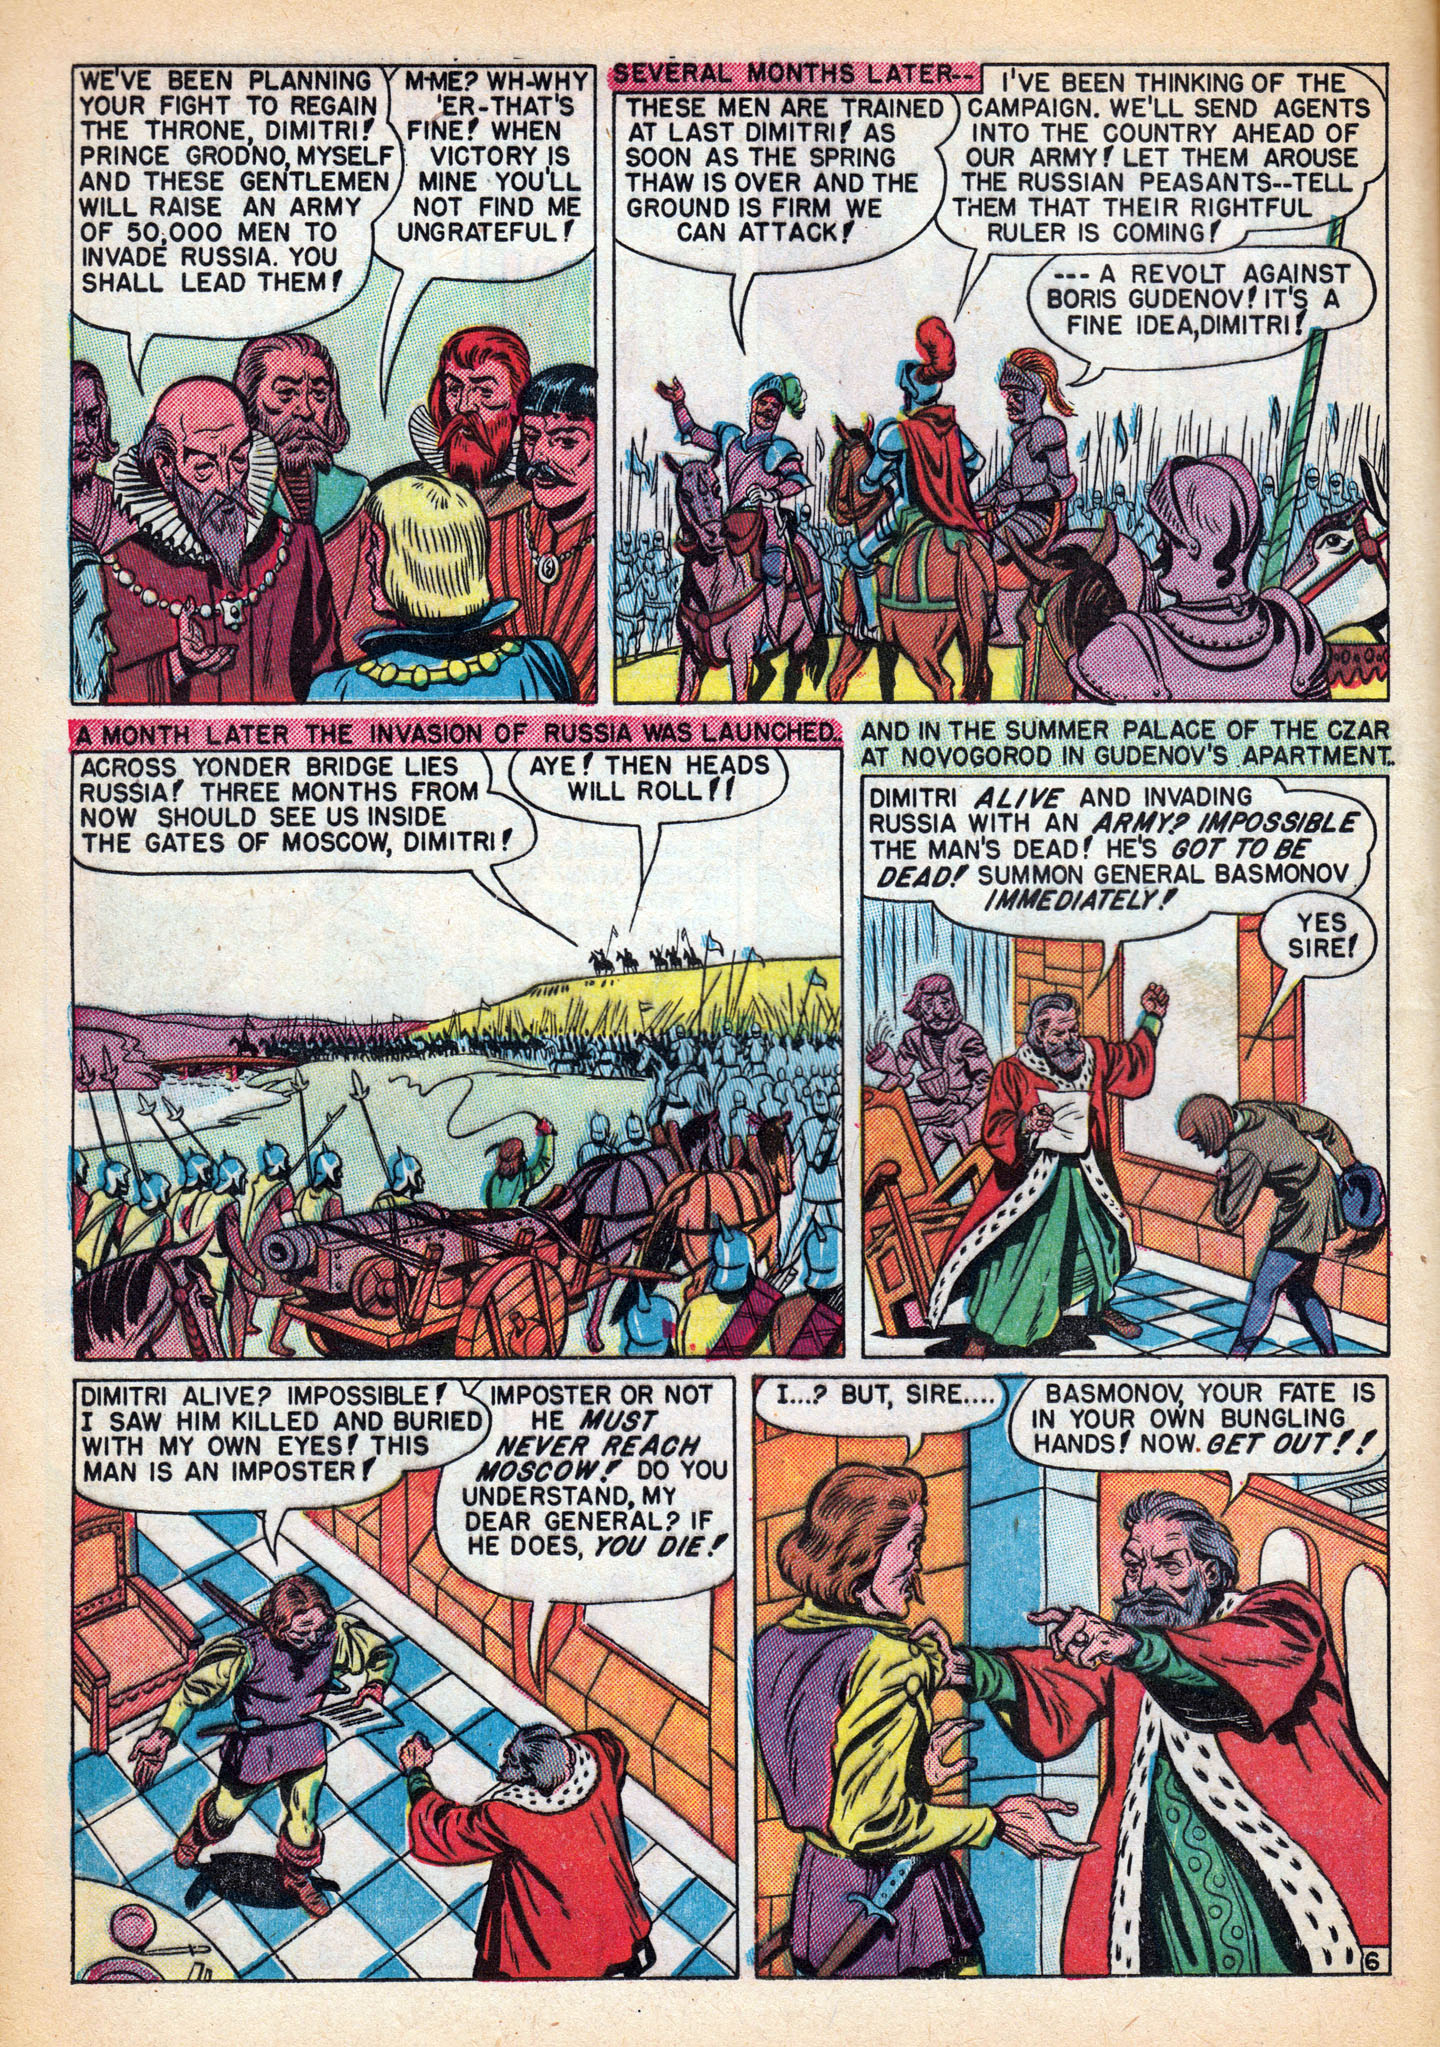 WE'VE BEEN PLANNING
YOUR FIGHT TO REGAIN
THE THRONE, DIMITRI!
PRINCE GRODNO, MYSELF
AND THESE GENTLEMEN
WILL RAISE AN ARMY
OF 50,000 MEN TO
INVADE RUSSIA. YOU
SHALL LEAD THEM!
M-ME? WH-WHY
'ER-THAT'S
FINE! WHEN
VICTORY IS
MINE YOU'LL
NOT FIND ME
UNGRATEFUL!
SEVERAL MONTHS LATER--
THESE MEN ARE TRAINED
AT LAST DIMITRI! AS
SOON AS THE SPRING
THAW IS OVER AND THE
GROUND IS FIRM WE
CAN ATTACK!
I'VE BEEN THINKING OF THE
CAMPAIGN. WE'LL SEND AGENTS
INTO THE COUNTRY AHEAD OF
OUR ARMY! LET THEM AROUSE
THE RUSSIAN PEASANTS--TELL
THEM THAT THEIR RIGHTFUL
RULER IS COMING!
--- A REVOLT AGAINST
BORIS GUDENOV! IT'S A
FINE IDEA, DIMITRI!
A MONTH LATER THE INVASION OF RUSSIA WAS LAUNCHED..
ACROSS YONDER BRIDGE LIES
RUSSIA! THREE MONTHS FROM
NOW SHOULD SEE US INSIDE
THE GATES OF MOSCOW, DIMITRI!
AYE! THEN HEADS
WILL ROLL!!
AND IN THE SUMMER PALACE OF THE CZAR
AT NOVOGOROD IN GUDENOV'S APARTMENT..
DIMITRI ALIVE AND INVADING
RUSSIA WITH AN ARMY? IMPOSSIBLE
THE MAN'S DEAD! HE'S GOT TO BE
DEAD! SUMMON GENERAL BASMONOV
IMMEDIATELY!
YES
SIRE!
DIMITRI ALIVE? IMPOSSIBLE!
I SAW HIM KILLED AND BURIED
WITH MY OWN EYES! THIS
MAN IS AN IMPOSTER!
IMPOSTER OR NOT
HE MUST
NEVER REACH
MOSCOW! DO YOU
UNDERSTAND, MY
DEAR GENERAL? IF
HE DOES, YOU DIE!
I...? BUT, SIRE....
BASMONOV, YOUR FATE IS
IN YOUR OWN BUNGLING
HANDS! NOW. GET OUT!!
6